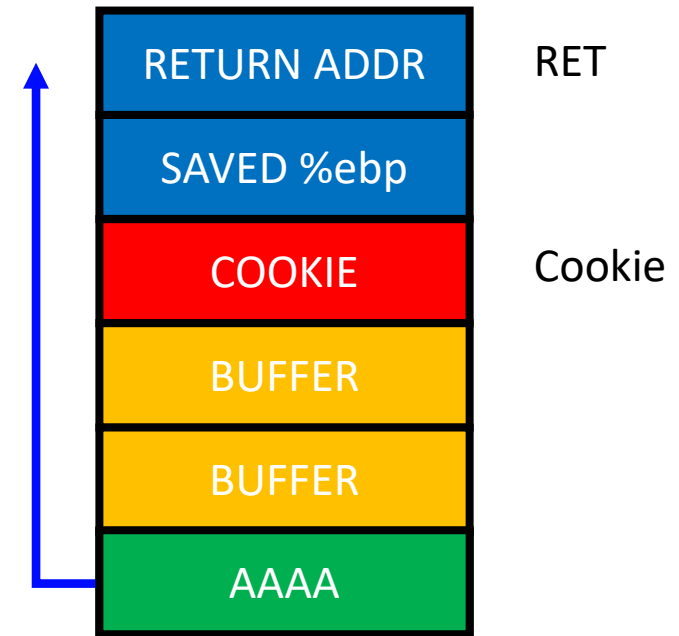 RETURN ADDR
RET
SAVED %ebp
COOKIE
Cookie
BUFFER
BUFFER
AAAA